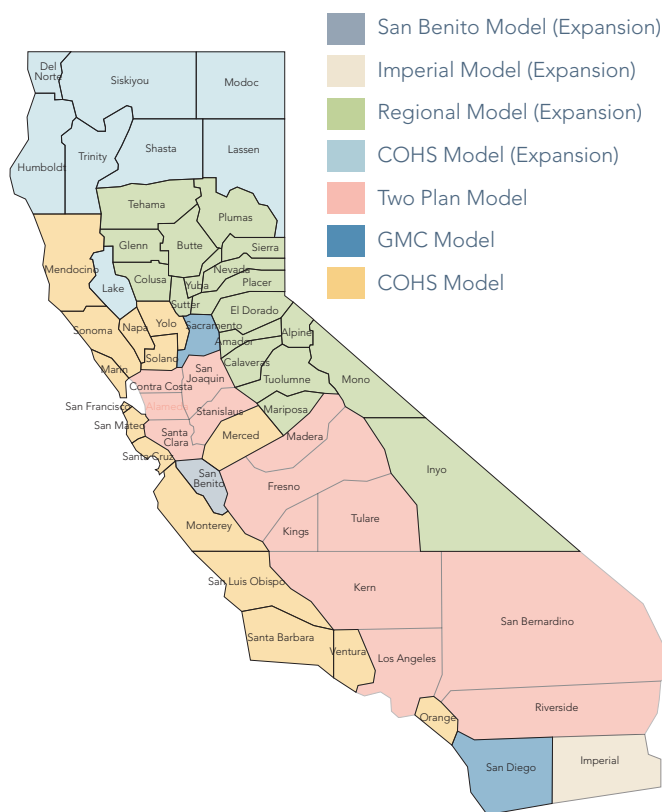 San Benito Model (Expansion)
Imperial Model (Expansion)
Regional Model (Expansion)
COHS Model (Expansion)
Two Plan Model
GMC Model
COHS Model
Del
Norte
Siskiyou
Modoc
Humboldt
Trinity
Shasta
Lassen
Tehama
Plumas
Glenn
Butte
Sierra
Mendocino
Lake
Colusa
Yuba
Nevada
Placer
Sutter
Sonoma
Napa
Yolo
Sacramento
El Dorado
Amador
Alpine
Solano
Marin
Contra Costa
San
Joaquin
Calaveras
Tuolumne
Mono
San Francisco
Alameda
Stanislaus
Mariposa
San Mateo
Santa
Clara
Merced
Madera
Santa Cruz
San
Benito
Fresno
Inyo
Monterey
Kings
Tulare
San Luis Obispo
Kern
San Bernardino
Santa Barbara
Ventura
Los Angeles
Orange
Riverside
San Diego
Imperial